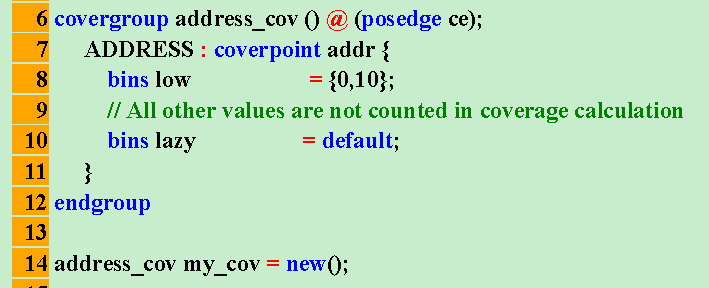 6 covergroup address_cov () @ (posedge ce);
7 ADDRESS : coverpoint addr {
8 bins low = {0,10};
9 // All other values are not counted in coverage calculation
10 bins lazy = default;
11 }
12 endgroup
13
14 address_cov my_cov = new();